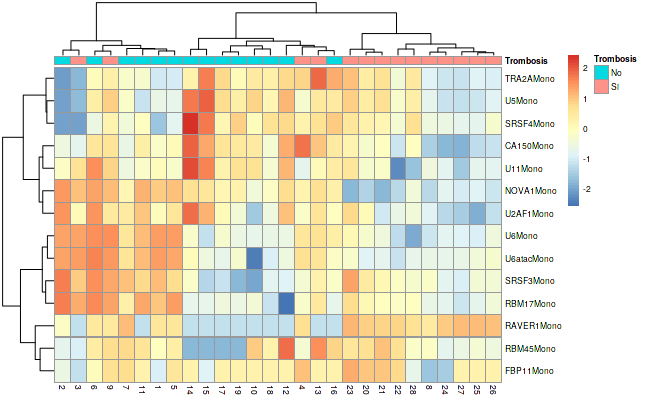 Trombosis
TRA2AMono
U5Mono
SRSF4Mono
CA150Mono
U11Mono
NOVA1Mono
U2AF1Mono
U6Mono
U6atacMono
SRSF3Mono
RBM17Mono
RAVER1Mono
RBM45Mono
FBP11Mono
2 3 6 9 7 11 1 5 14 15 17 19 10 18 12 4 13 16 23 20 21 22 28 8 24 27 25 26
2
1
0
-1
-2
Trombosis
No
SI